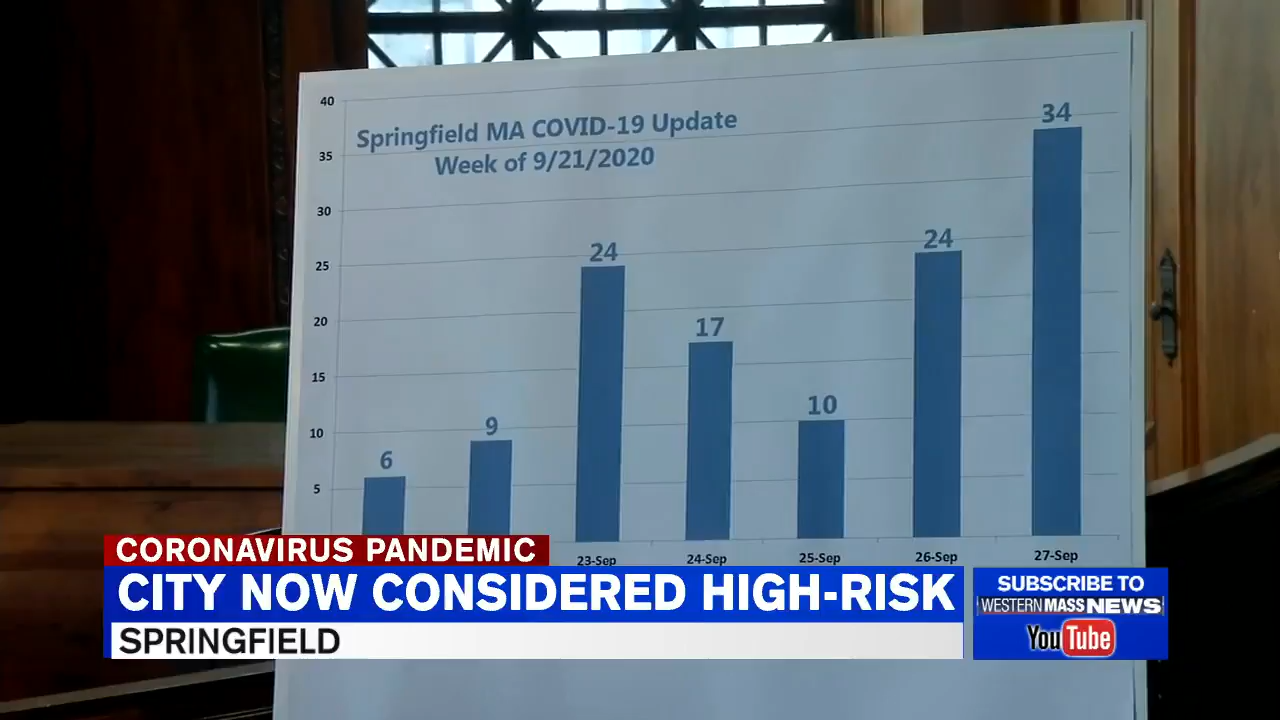 40
Springfield MA COVID-19 Update
Week of 9/21/2020
35
30
25
20
15
10
5
6
9
24
17
10
24
34
23-Sep
24-Sep
25-Sep
26-Sep
27-Sep
CORONAVIRUS PANDEMIC
CITY NOW CONSIDERED HIGH-RISK
SPRINGFIELD
SUBSCRIBE TO
WESTERN MASS NEWS
YouTube